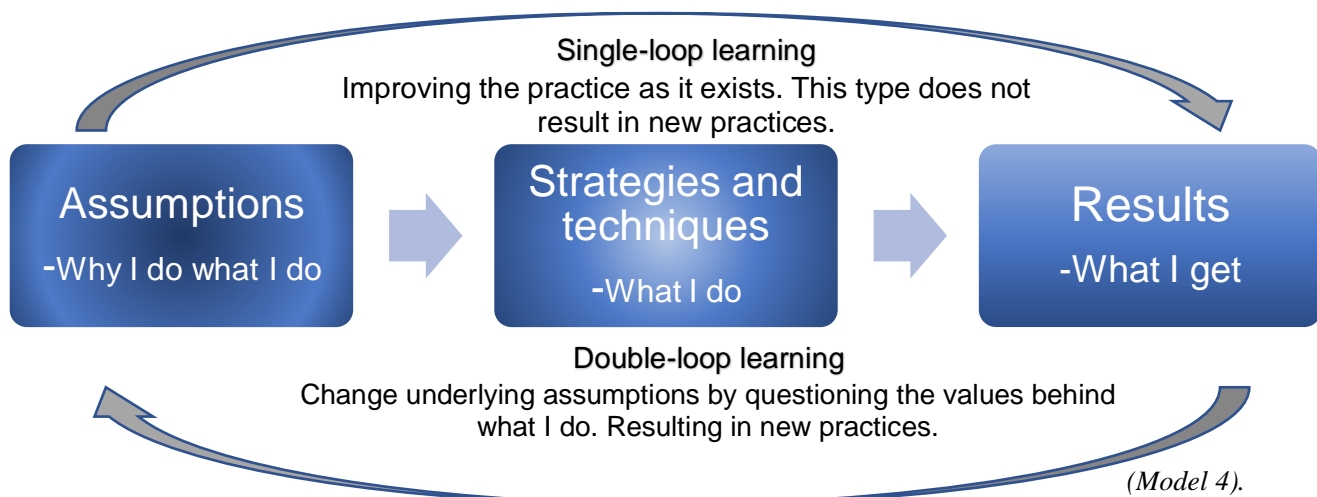 Single-loop learning
Improving the practice as it exists. This type does not
result in new practices.
Assumptions
-Why I do what I do
Strategies and
techniques
-What I do
Results
-What I get
Double-loop learning
Change underlying assumptions by questioning the values behind
what I do. Resulting in new practices.
(Model 4).